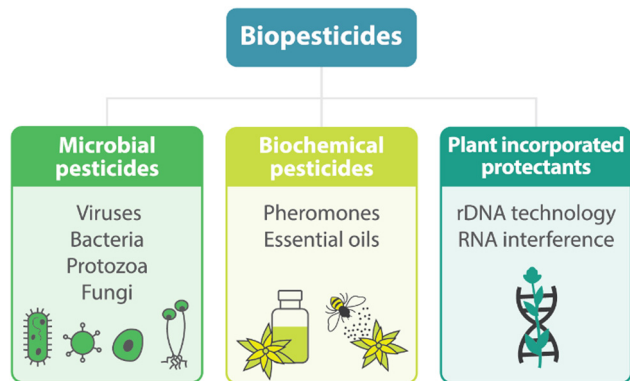 Biopesticides
Microbial
pesticides
Viruses
Bacteria
Protozoa
Fungi
Biochemical
pesticides
Pheromones
Essential oils
Plant incorporated
protectants
rDNA technology
RNA interference